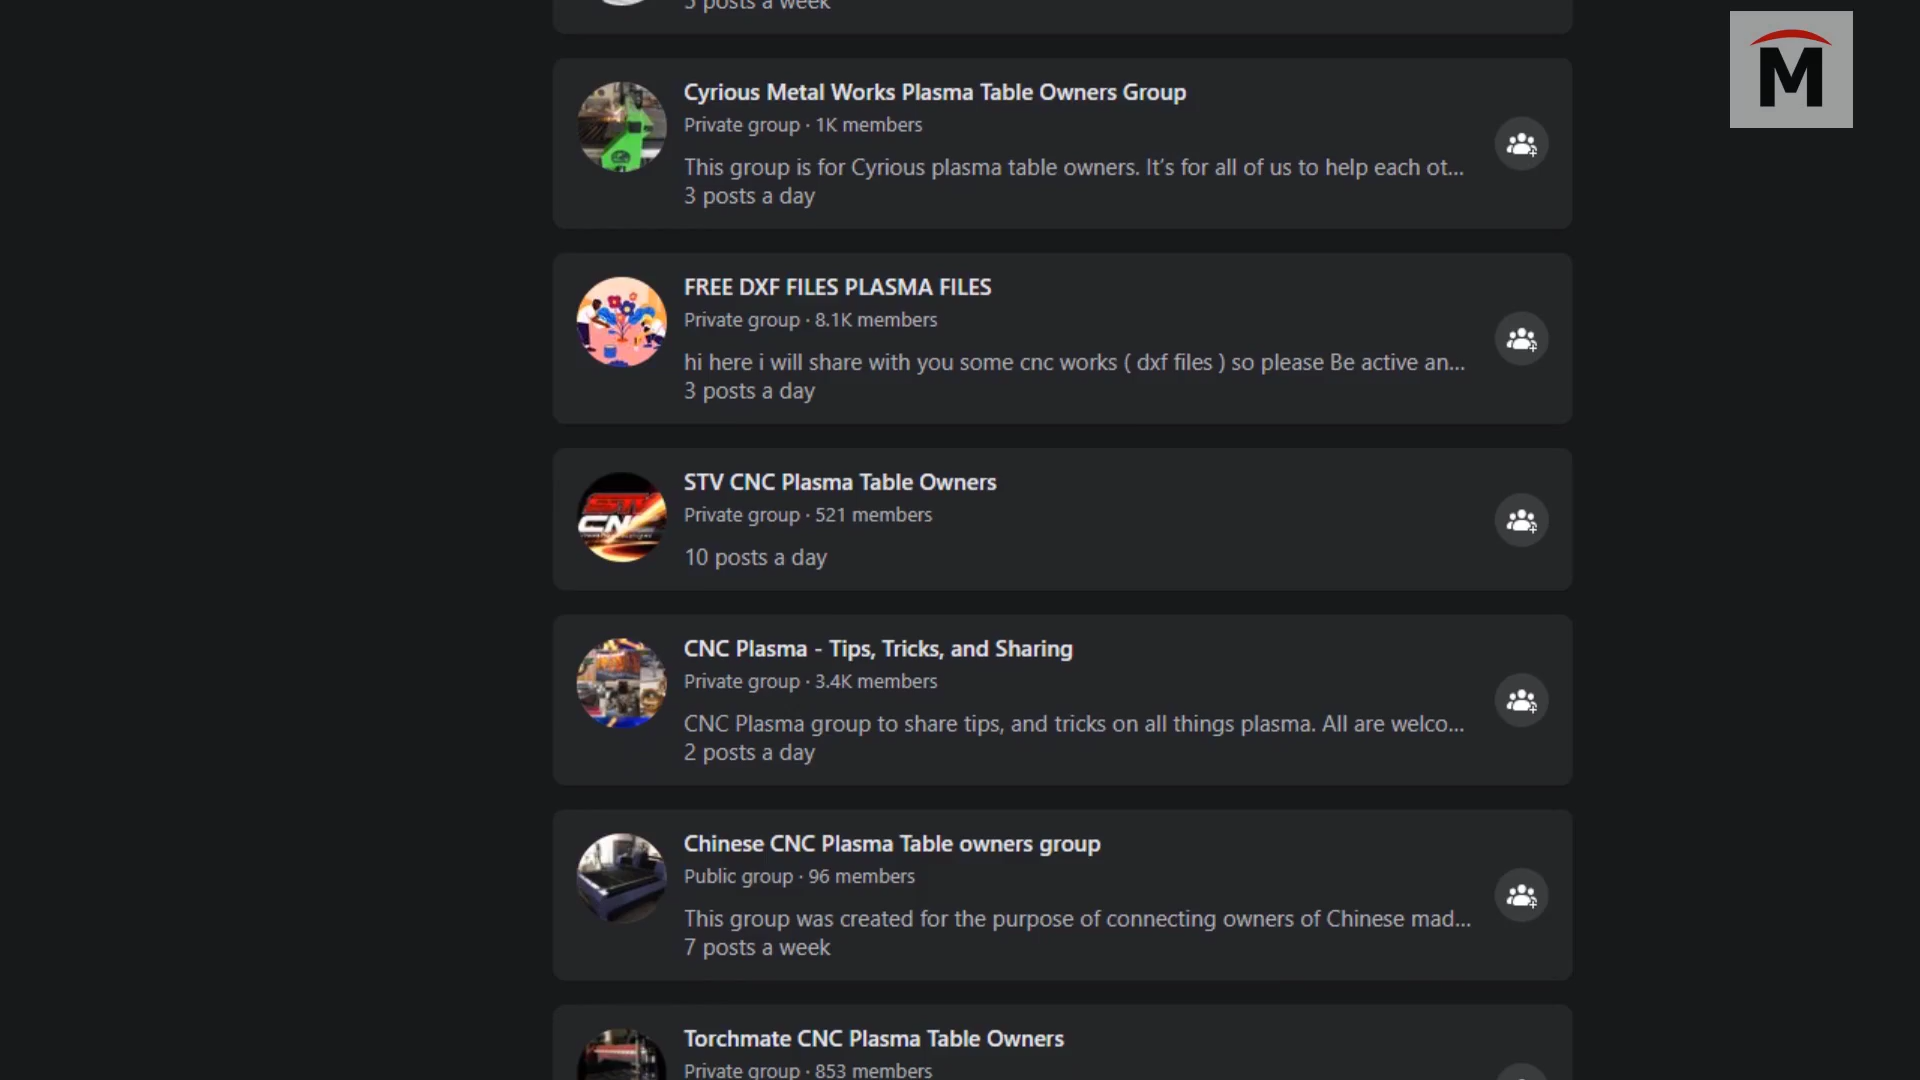 5 posts a week
M
Cyrious Metal Works Plasma Table Owners Group
Private group · 1K members
This group is for Cyrious plasma table owners. It’s for all of us to help each ot...
3 posts a day
FREE DXF FILES PLASMA FILES
Private group · 8.1K members
hi here i will share with you some cnc works ( dxf files ) so please Be active an...
3 posts a day
STV CNC Plasma Table Owners
Private group · 521 members
STV
CNC
10 posts a day
CNC Plasma - Tips, Tricks, and Sharing
Private group · 3.4K members
CNC Plasma group to share tips, and tricks on all things plasma. All are welco...
2 posts a day
Chinese CNC Plasma Table owners group
Public group · 96 members
This group was created for the purpose of connecting owners of Chinese mad...
7 posts a week
Torchmate CNC Plasma Table Owners
Private group · 853 members